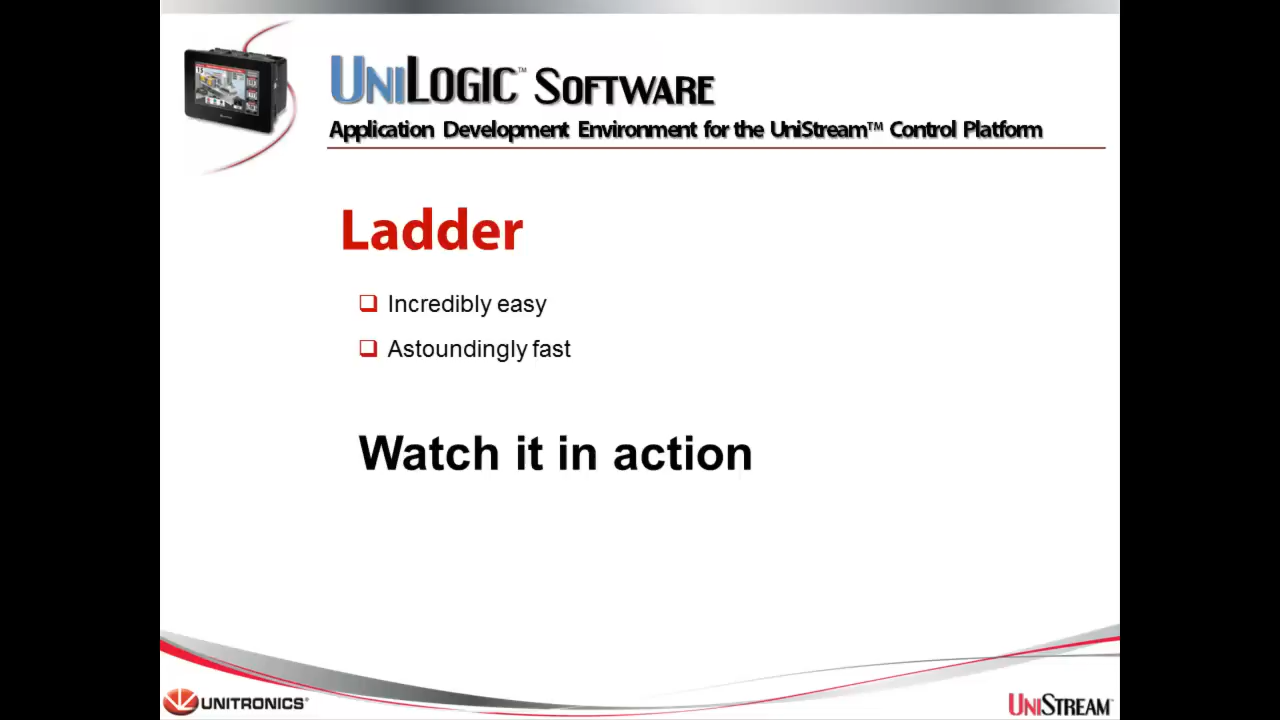 UniLogic™ Software
Application Development Environment for the UniStream™ Control Platform
Ladder
Incredibly easy
Astoundingly fast
Watch it in action
UNITRONICS®
UniStream™